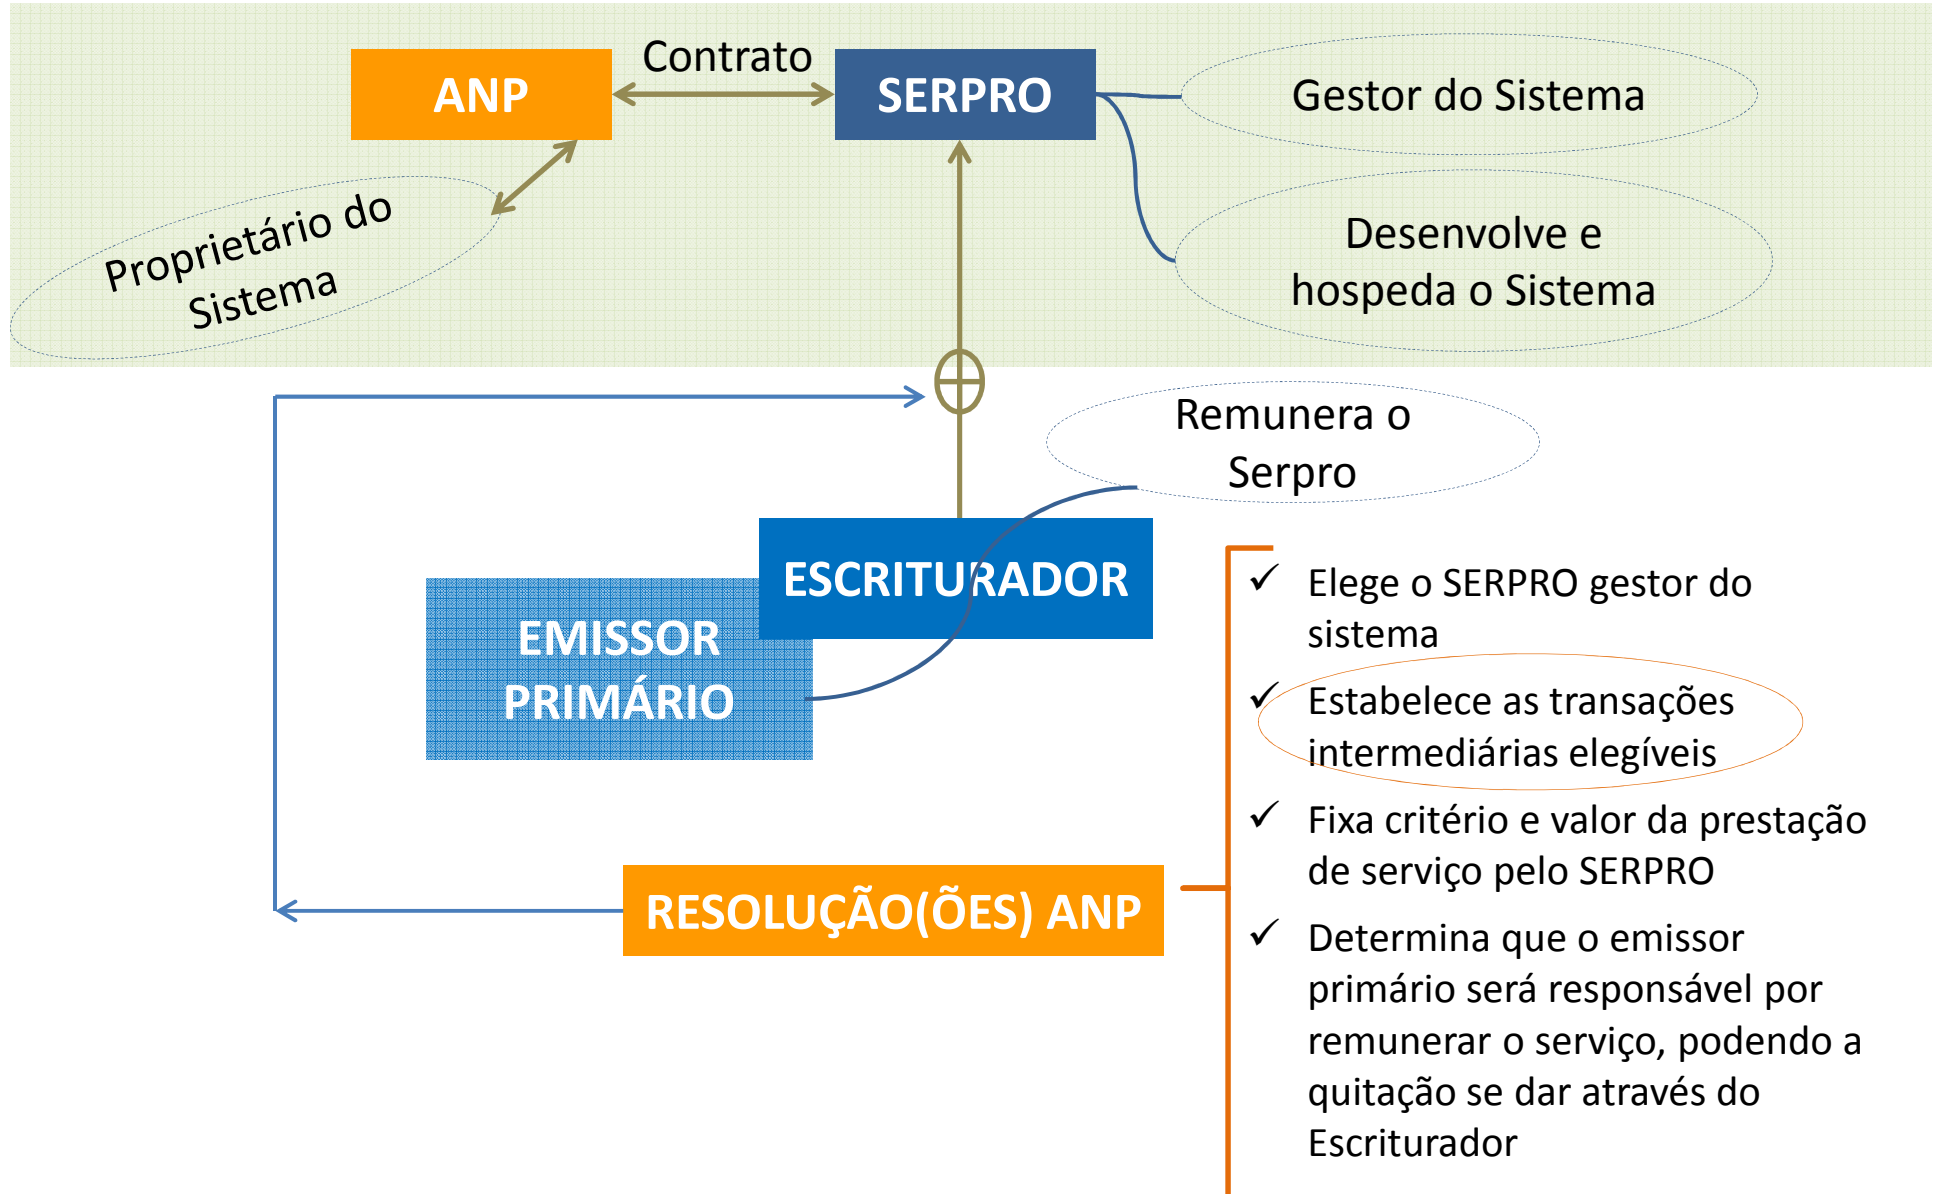 Contrato
ANP
SERPRO
Gestor do Sistema
Proprietário do
Sistema
Desenvolve e
hospeda o Sistema
Remunera o
Serpro
ESCRITURADOR
EMISSOR
PRIMÁRIO
RESOLUÇÃO(ÕES) ANP
✓ Elege o SERPRO gestor do
sistema
✓ Estabelece as transações
intermediárias elegíveis
✓ Fixa critério e valor da prestação
de serviço pelo SERPRO
✓ Determina que o emissor
primário será responsável por
remunerar o serviço, podendo a
quitação se dar através do
Escriturador